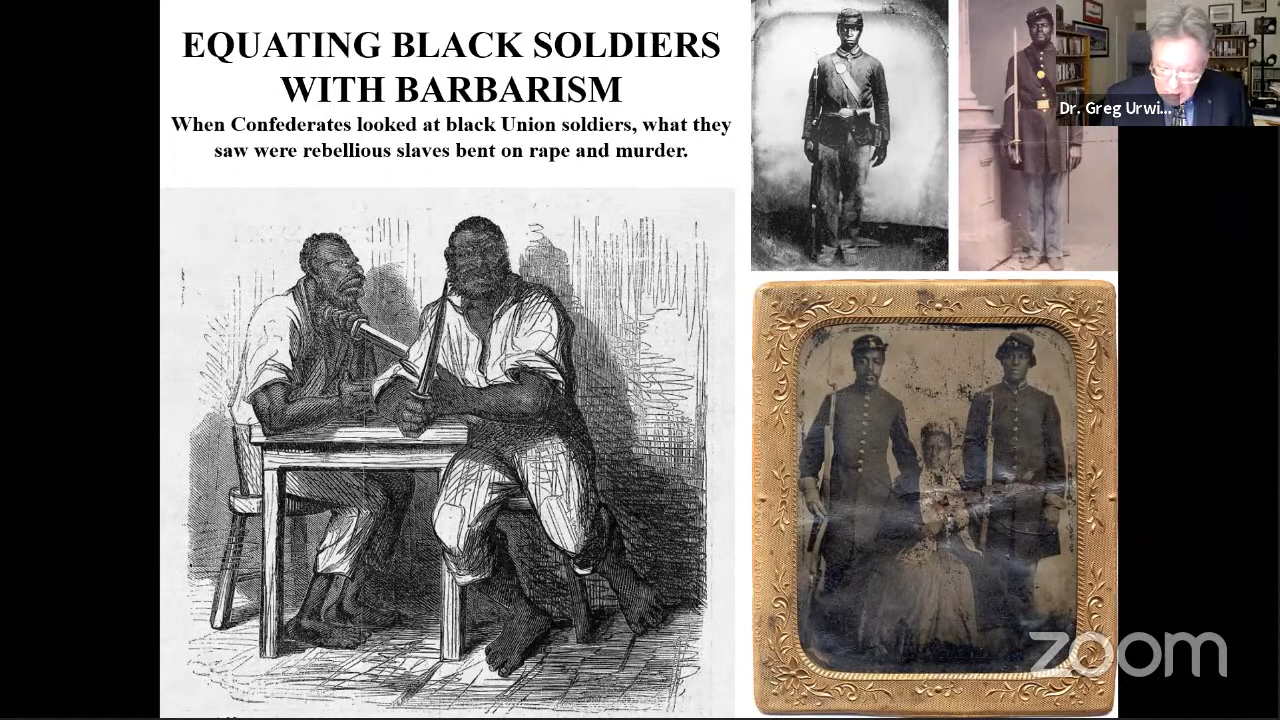 EQUATING BLACK SOLDIERS
WITH BARBARISM
When Confederates looked at black Union soldiers, what they
saw were rebellious slaves bent on rape and murder.
Dr. Greg Urwi...
zoom